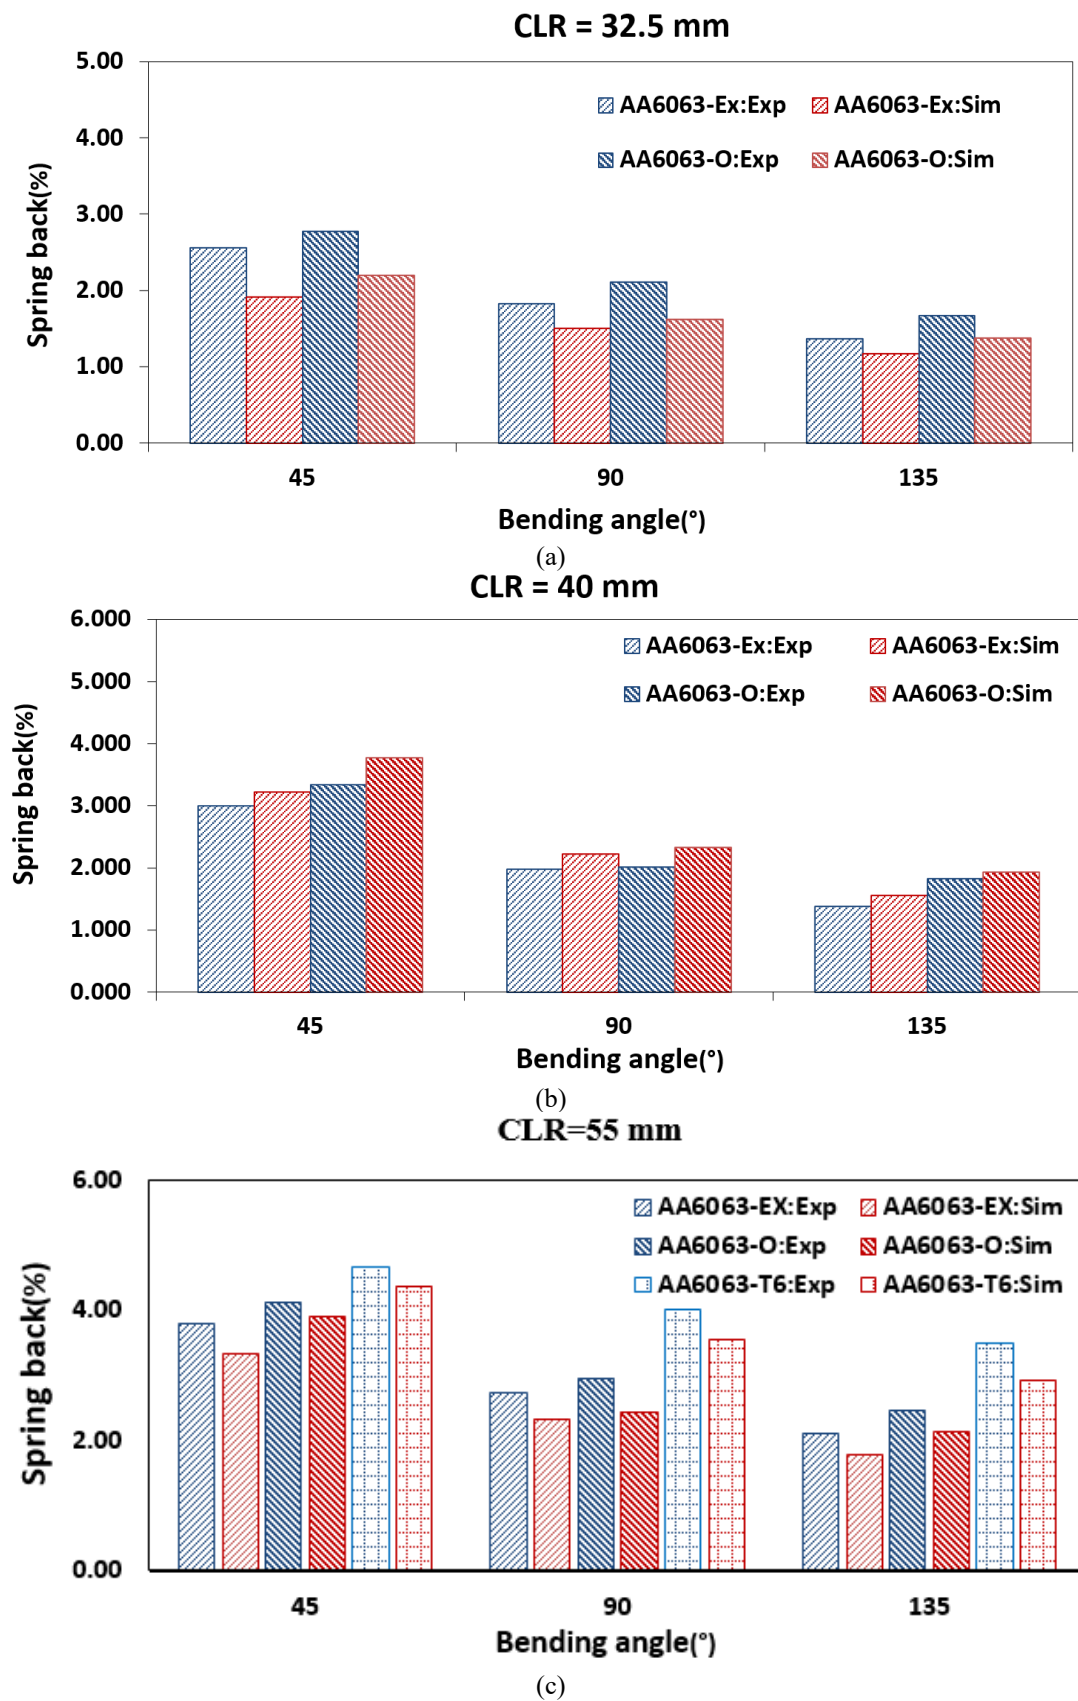 CLR = 32.5 mm
5.00
AA6063-Ex:Exp AA6063-Ex:Sim
4.00
AA6063-O:Exp AA6063-O:Sim
3.00
2.00
1.00
0.00
Spring back(%)
45 90 135
Bending angle(°)
(a)
CLR = 40 mm
6.000
AA6063-Ex:Exp AA6063-Ex:Sim
5.000
AA6063-O:Exp AA6063-O:Sim
4.000
3.000
2.000
1.000
0.000
Spring back(%)
45 90 135
Bending angle(°)
(b)
CLR=55 mm
6.00
AA6063-EX:Exp AA6063-EX:Sim
AA6063-O:Exp AA6063-O:Sim
AA6063-T6:Exp AA6063-T6:Sim
4.00
2.00
0.00
Spring back(%)
45 90 135
Bending angle(°)
(c)